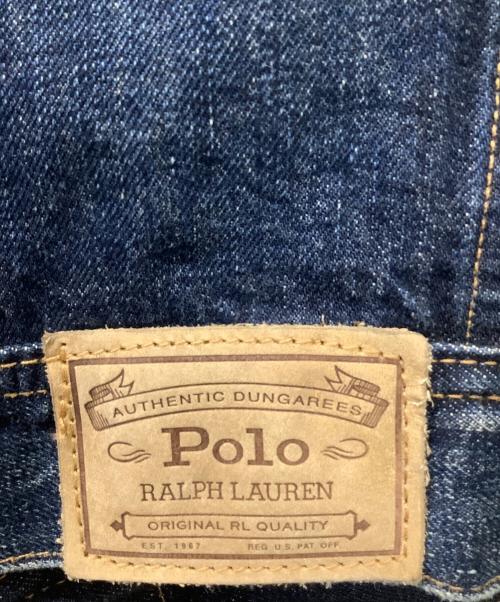 AUTHENTIC DUNGAREES
Polo
RALPH LAUREN
ORIGINAL RL QUALITY
EST. 1967 REG U.S. PAT. OFF.